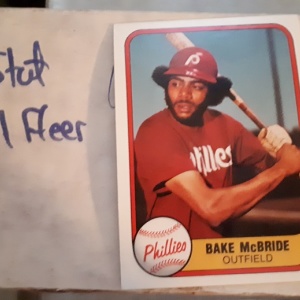 Stat
Fleer
P
Phillies
Phillies
BAKE McBRIDE
OUTFIELD